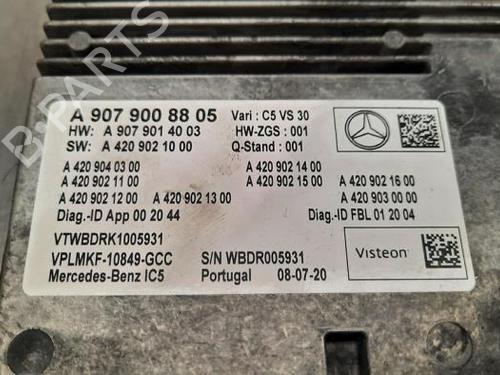 A 907 900 88 05 Vari : C5 VS 30
HW: A 907 901 40 03 HW-ZGS : 001
SW: A 420 902 10 00 Q-Stand : 001
A 420 904 03 00 A 420 902 14 00
A 420 902 11 00 A 420 902 15 00 A 420 902 16 00
A 420 902 12 00 A 420 902 13 00 A 420 903 00 00
Diag.-ID App 00 20 44 Diag.-ID FBL 01 20 04
VTWBDRK1005931
VPLMKF-10849-GCC S/N WBDR005931 Visteon
Mercedes-Benz IC5 Portugal 08-07-20